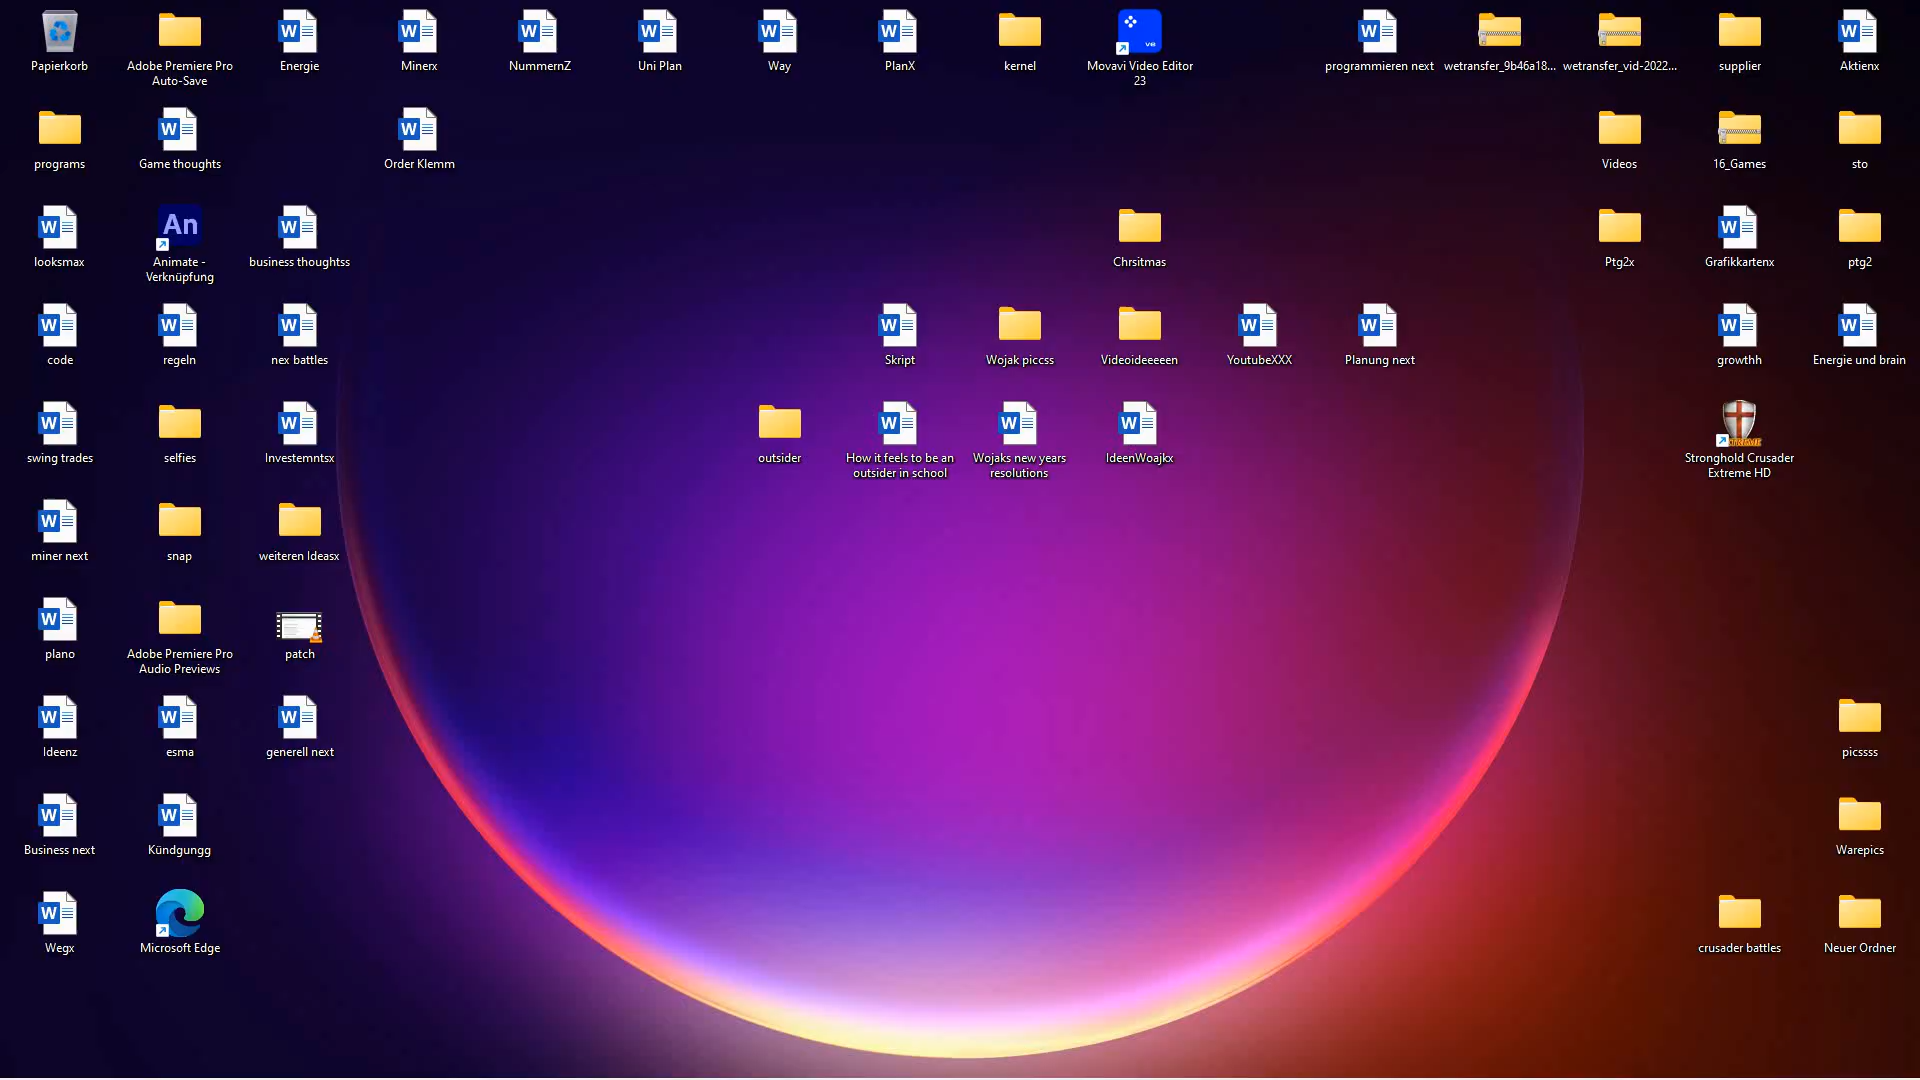 Papierkorb
Adobe Premiere Pro
Auto-Save
Energie
Minerx
NummernZ
Uni Plan
Way
PlanX
kernel
Movavi Video Editor
23
programmieren next
wetransfer_9b46a18...
wetransfer_vid-2022...
supplier
Aktienx
programs
Game thoughts
Order Klemm
Videos
16_Games
sto
looksmax
Animate -
Verknüpfung
business thoughtss
Chrsitmas
Ptg2x
Grafikkartenx
ptg2
code
regeln
nex battles
Skript
Wojak piccss
Videoideeeeen
YoutubeXXX
Planung next
growthh
Energie und brain
swing trades
selfies
Investemntsx
outsider
How it feels to be an
outsider in school
Wojaks new years
resolutions
IdeenWoajkx
Stronghold Crusader
Extreme HD
miner next
snap
weiteren Ideasx
plano
Adobe Premiere Pro
Audio Previews
patch
Ideenz
esma
generell next
picssss
Business next
Kündgungg
Warepics
Wegx
Microsoft Edge
crusader battles
Neuer Ordner